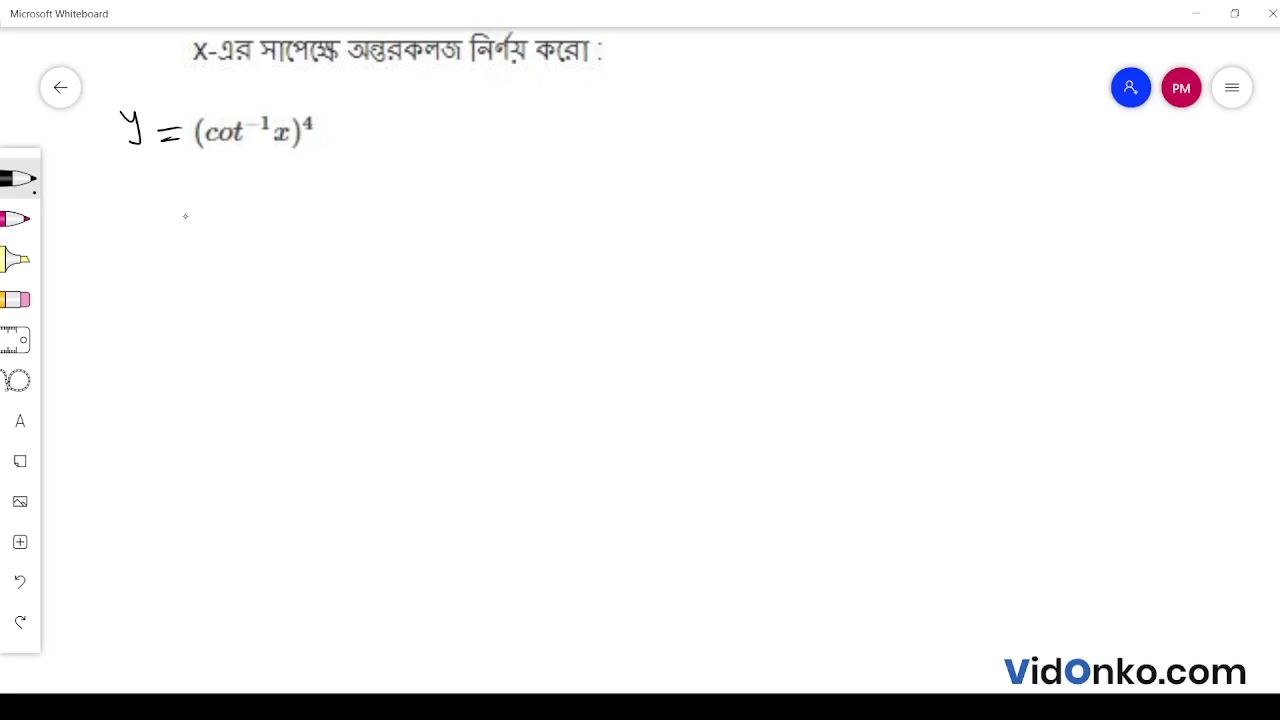 Microsoft Whiteboard
x-এর সাপেক্ষে অন্তরকলজ নির্ণয় করো :
PM
y = (cot⁻¹x)⁴
A
VidOnko.com